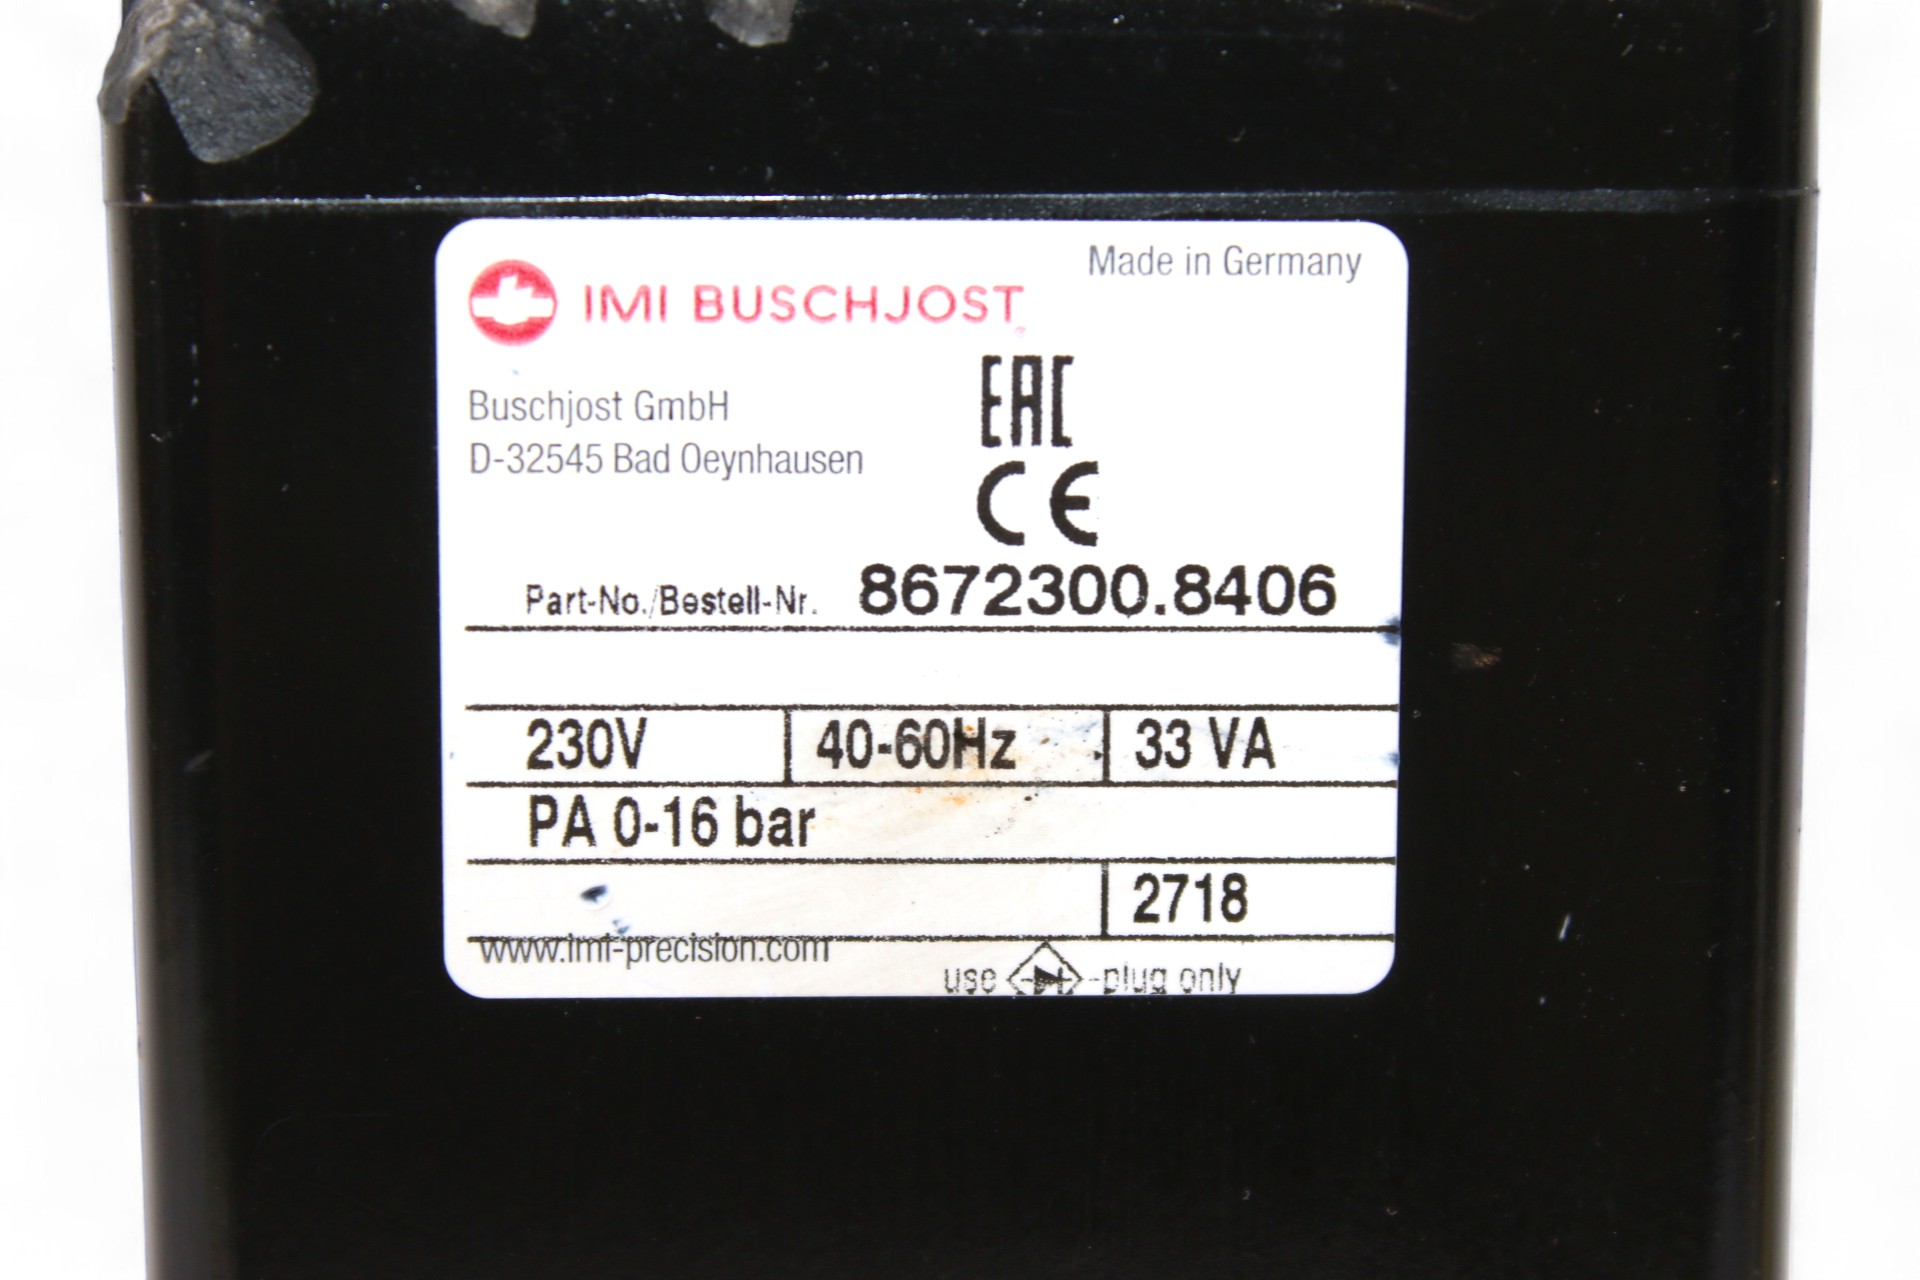 Made in Germany
IMI BUSCHJOST
Buschjost GmbH
D-32545 Bad Oeynhausen
EAC
CE
Part-No./Bestell-Nr. 8672300.8406
230V 40-60Hz 33 VA
PA 0-16 bar
2718
www.imi-precision.com
use -plug only